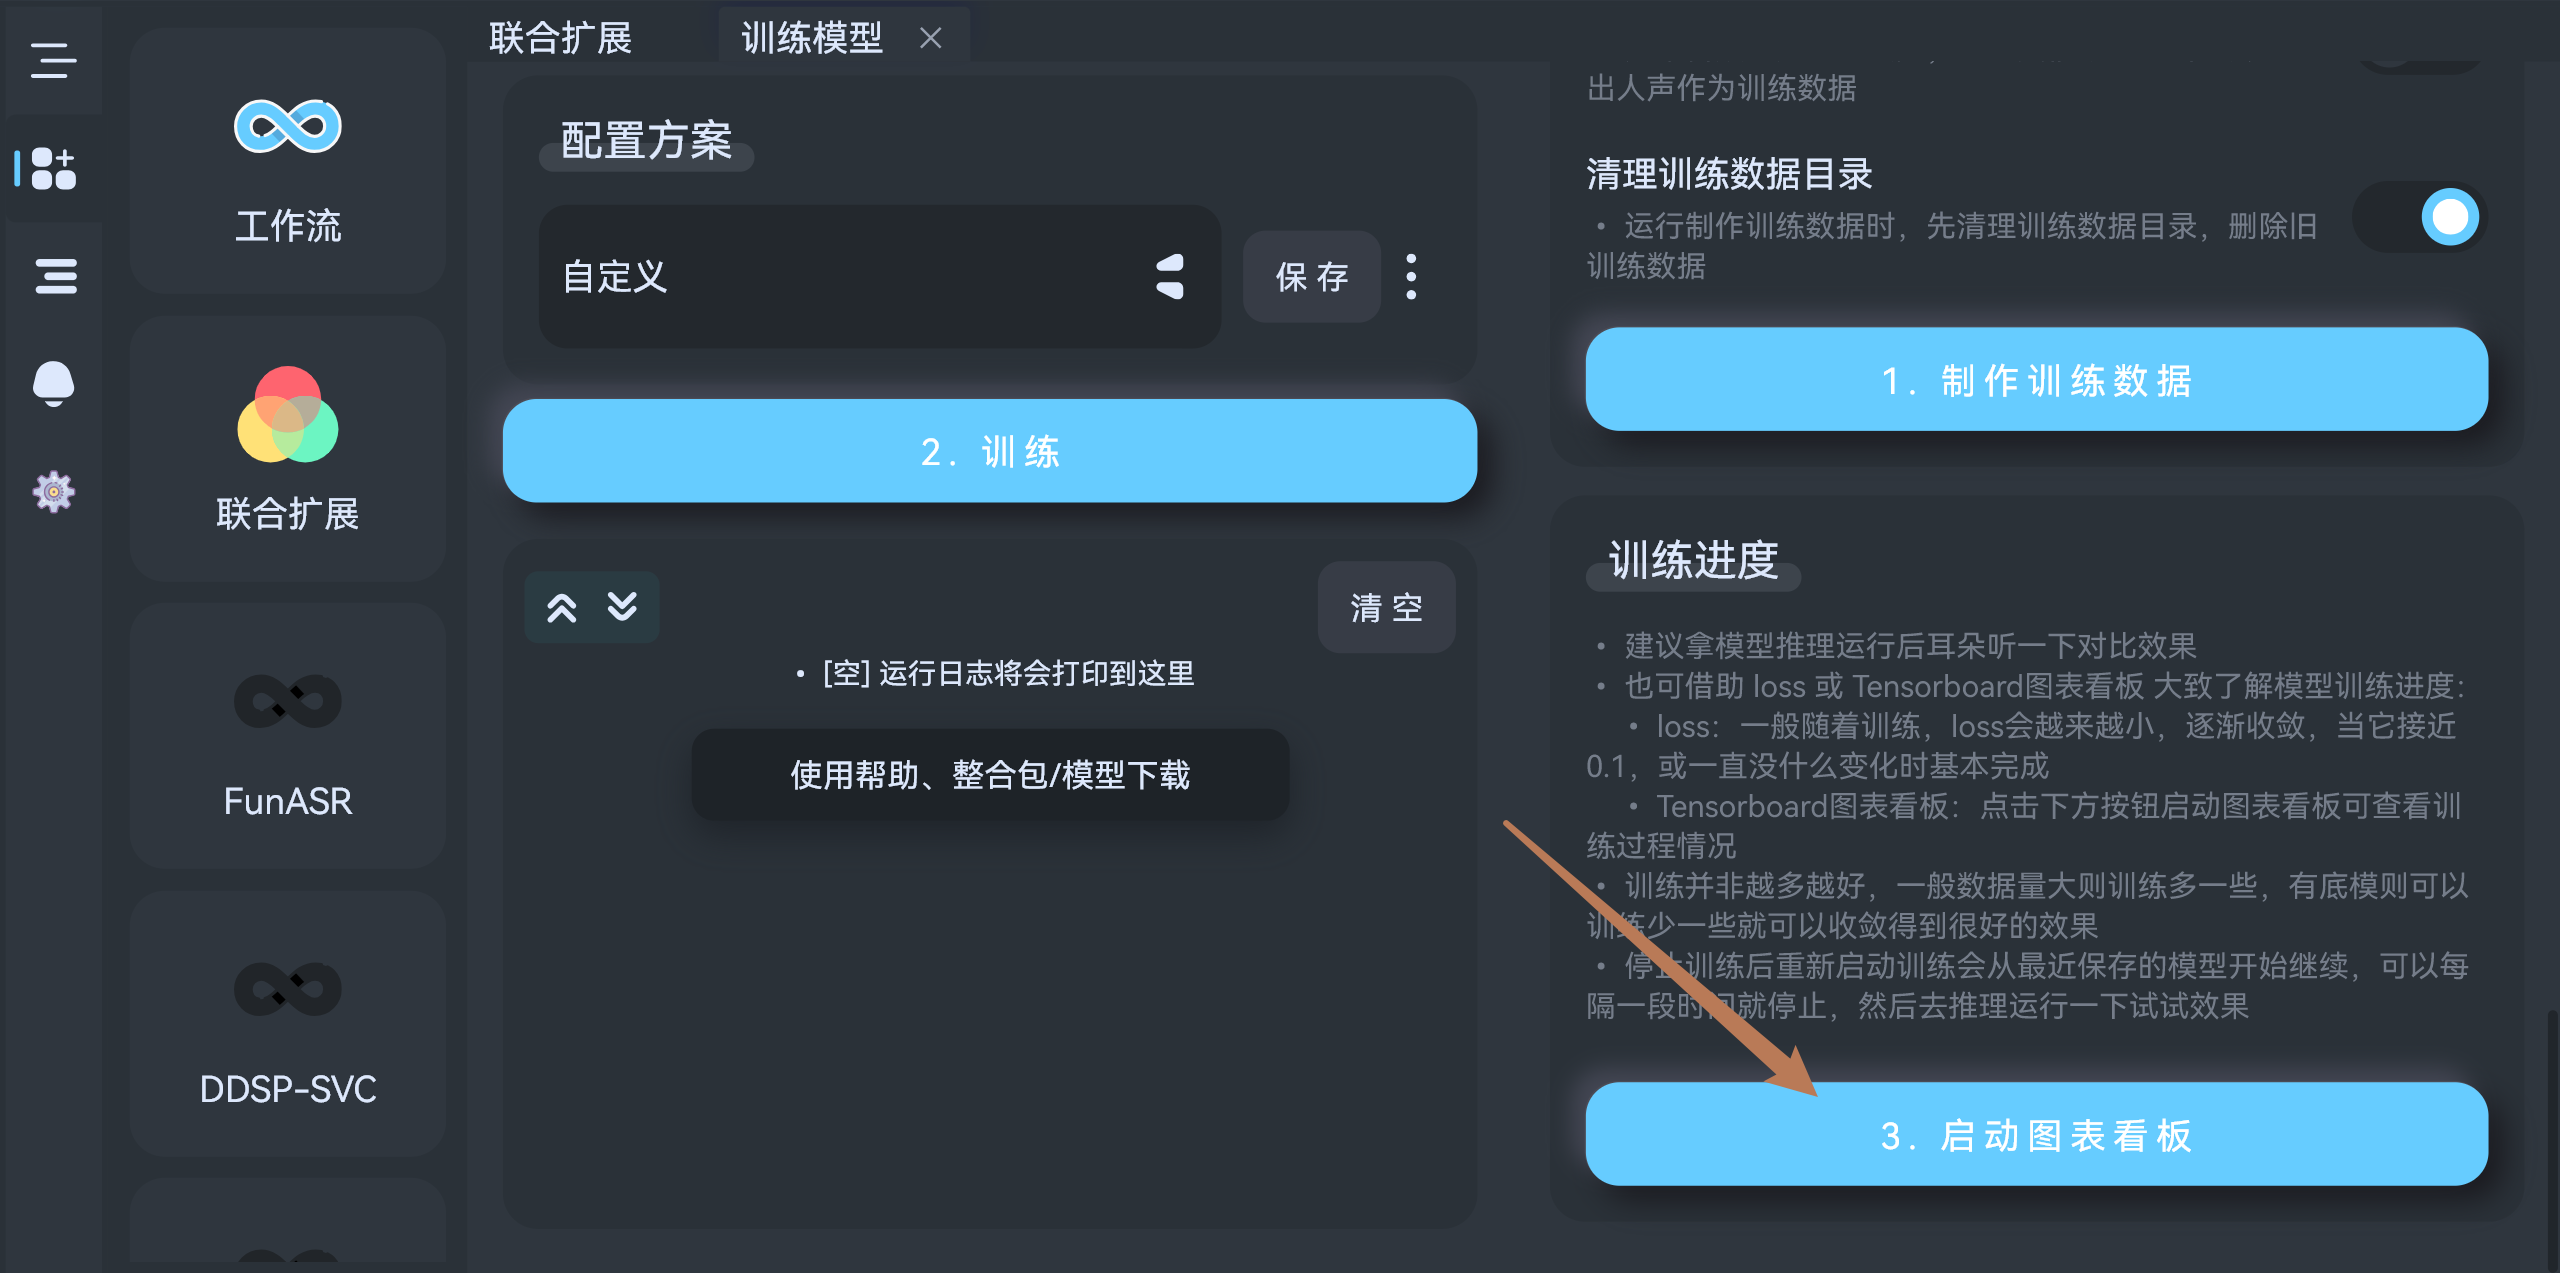 联合扩展
训练模型
工作流
联合扩展
FunASR
DDSP-SVC
配置方案
自定义
保 存
2. 训练
清 空
• [空] 运行日志将会打印到这里
使用帮助、整合包/模型下载
出人声作为训练数据
清理训练数据目录
• 运行制作训练数据时，先清理训练数据目录，删除旧
训练数据
1. 制作训练数据
训练进度
• 建议拿模型推理运行后耳朵听一下对比效果
• 也可借助 loss 或 Tensorboard图表看板 大致了解模型训练进度：
• loss：一般随着训练，loss会越来越小，逐渐收敛，当它接近
0.1，或一直没什么变化时基本完成
• Tensorboard图表看板：点击下方按钮启动图表看板可查看训
练过程情况
• 训练并非越多越好，一般数据量大则训练多一些，有底模则可以
训练少一些就可以收敛得到很好的效果
• 停止训练后重新启动训练会从最近保存的模型开始继续，可以每
隔一段时间就停止，然后去推理运行一下试试效果
3. 启动图表看板